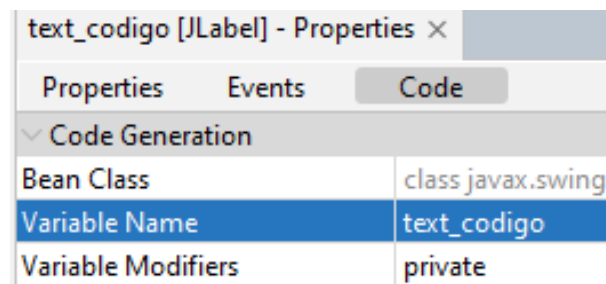 text_codigo [JLabel] - Properties ×
Properties Events Code
Code Generation
Bean Class class javax.swing
Variable Name text_codigo
Variable Modifiers private